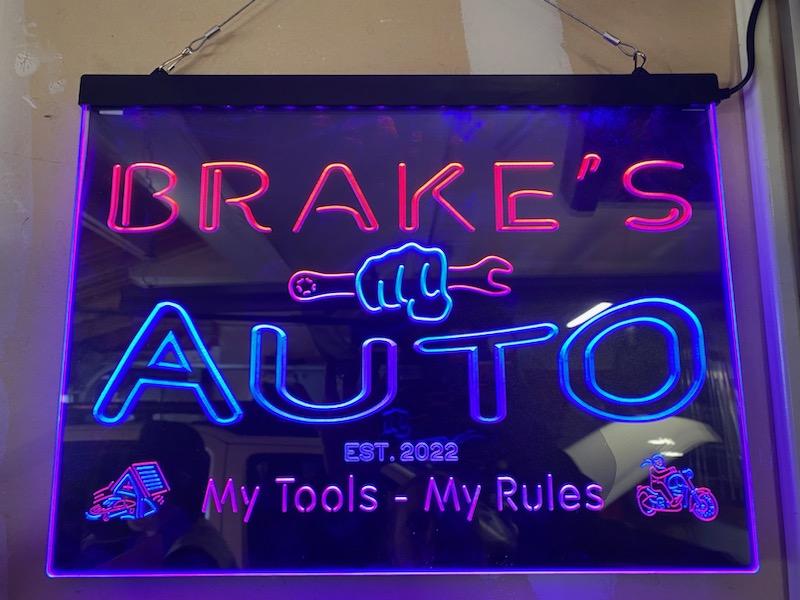 BRAKE'S
AUTO
EST. 2022
My Tools - My Rules